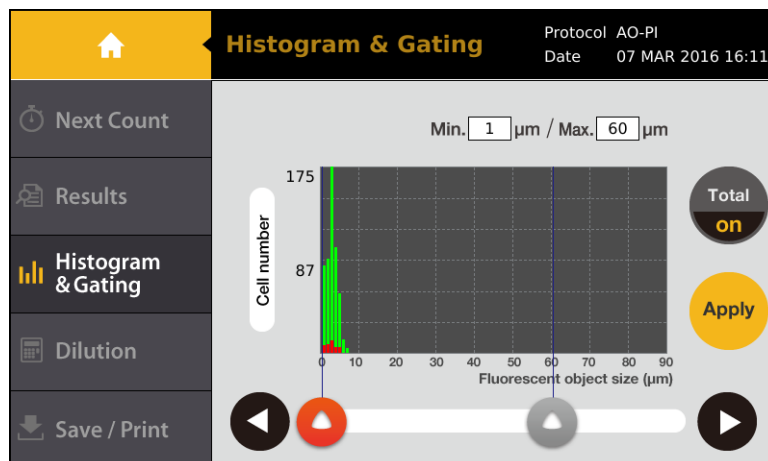 Histogram & Gating
Protocol AO-PI
Date 07 MAR 2016 16:11
Next Count
Results
Histogram
& Gating
Dilution
Save / Print
Min. 1 µm / Max. 60 µm
175
87
Cell number
0 10 20 30 40 50 60 70 80 90
Fluorescent object size (µm)
Total
on
Apply